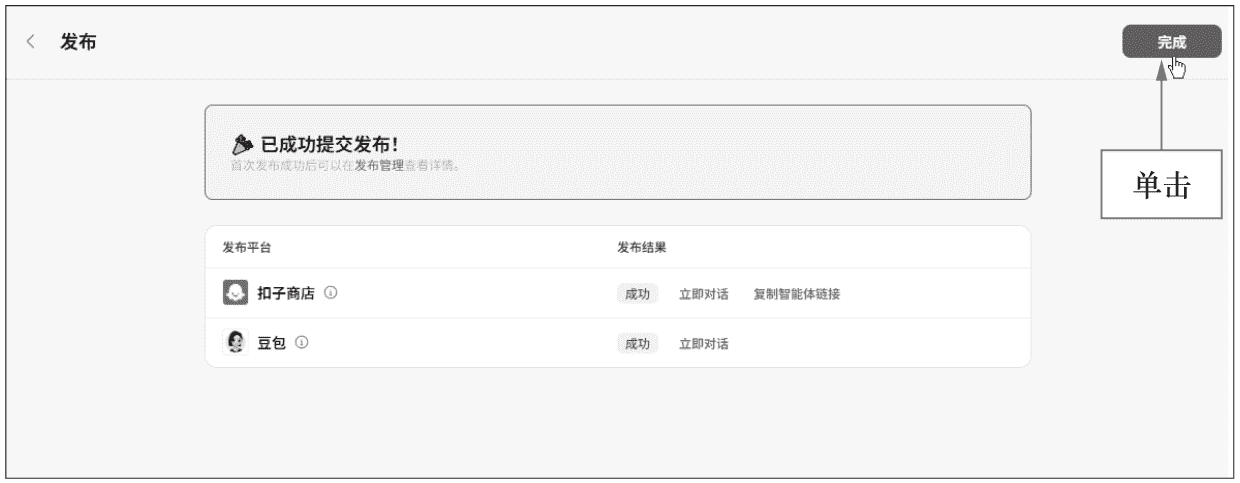 发布
完成
已成功提交发布!
首次发布成功后可以在发布管理查看详情。
单击
发布平台 发布结果
扣子商店 成功 立即对话 复制智能体链接
豆包 成功 立即对话